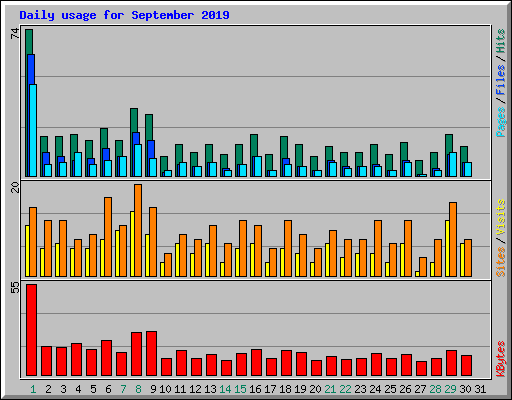 Daily usage for September 2019
74
Pages / Files / Hits
20
Sites / Visits
55
KBytes
1 2 3 4 5 6 7 8 9 10 11 12 13 14 15 16 17 18 19 20 21 22 23 24 25 26 27 28 29 30 31